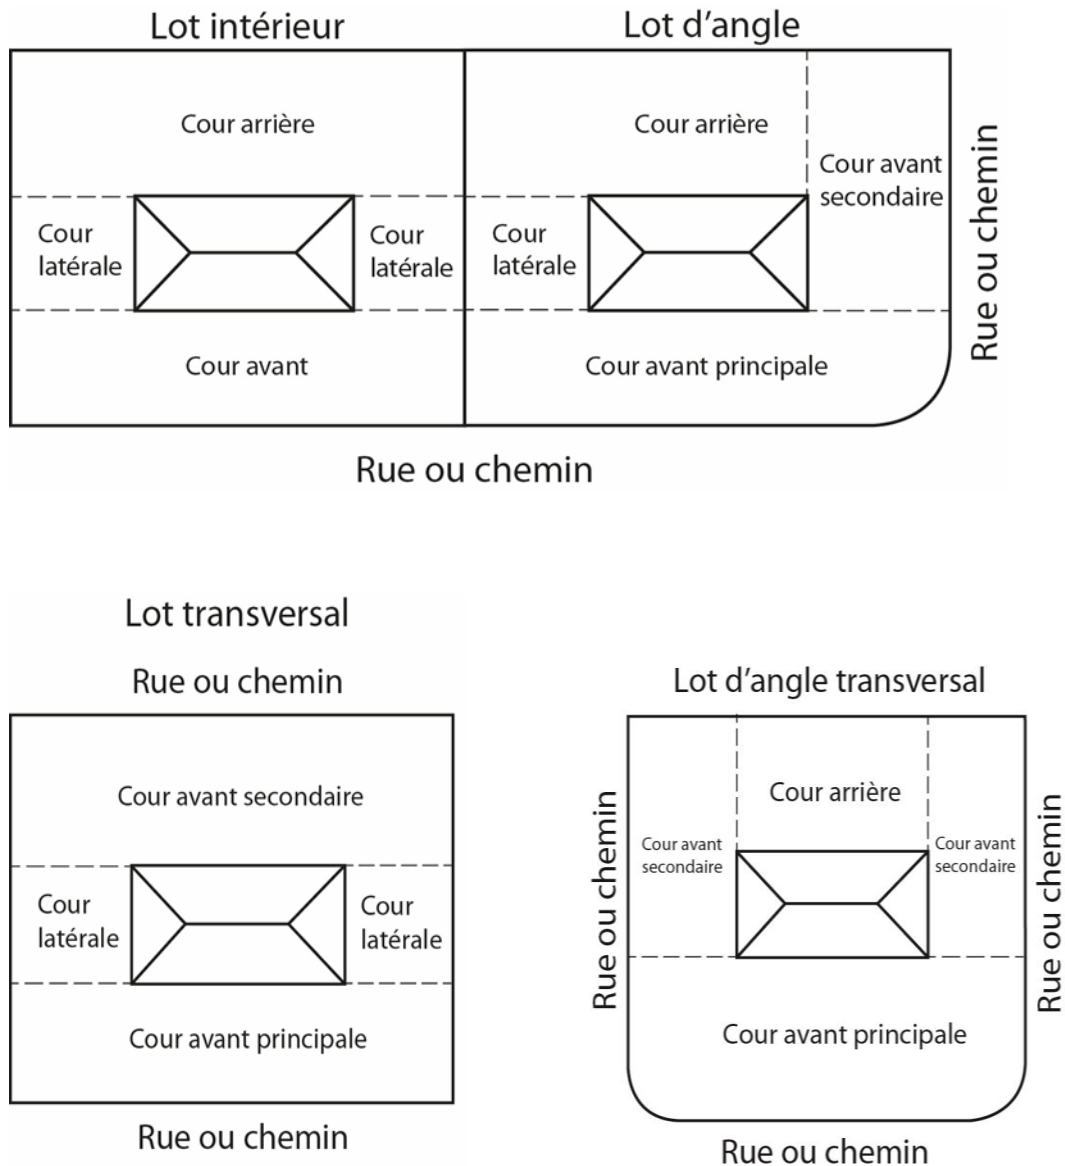 Lot intérieur
Lot d'angle
Cour arrière
Cour arrière
Cour avant
secondaire
Cour
latérale
Cour
latérale
Cour
latérale
Rue ou chemin
Cour avant
Cour avant principale
Rue ou chemin
Lot transversal
Rue ou chemin
Cour avant secondaire
Cour
latérale
Cour
latérale
Cour avant principale
Rue ou chemin
Lot d'angle transversal
Cour arrière
Rue ou chemin
Cour avant
secondaire
Cour avant
secondaire
Rue ou chemin
Cour avant principale
Rue ou chemin